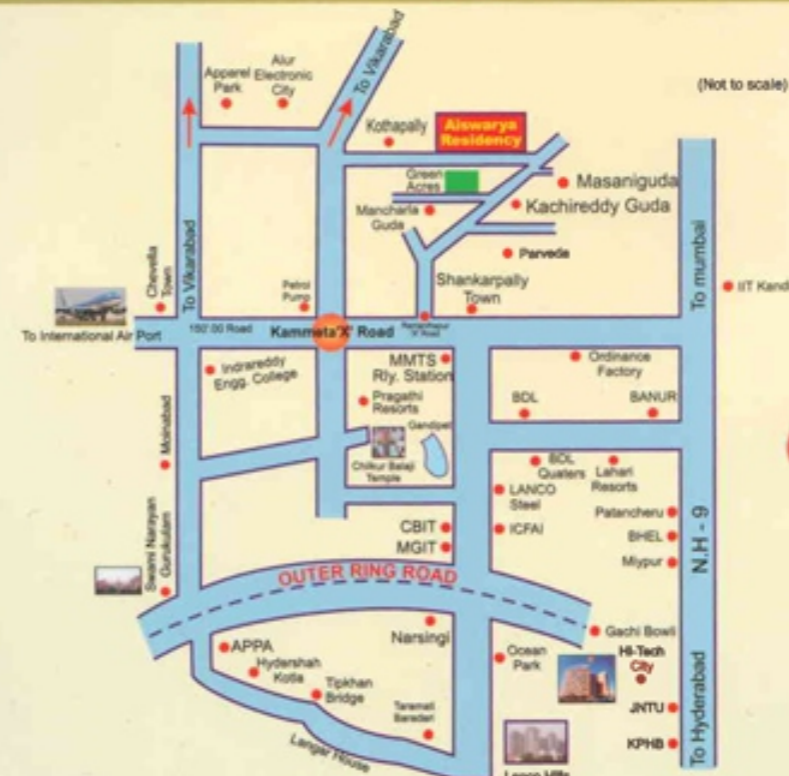 To Vikarabad
Apparel
Park
Alur
Electronic
City
(Not to scale)
Kothapally
Aiswarya
Residency
Green
Acres
Masaniguda
Mancharla
Guda
Kachireddy Guda
Parveda
To Vikarabad
Chevella
Town
Petrol
Pump
Shankarpally
Town
To mumbai
IIT Kand
To International Air Port
150'.00 Road
Kammeta'X' Road
Indrareddy
Engg. College
MMTS
Rly. Station
Ordinance
Factory
Pragathi
Resorts
BDL
BANUR
Moinabad
Gandipet
Chilkur Balaji
Temple
BDL
Quaters
Lahari
Resorts
LANCO
Steel
Patancheru
CBIT
ICFAI
BHEL
N.H - 9
MGIT
Miypur
Swami Narayan
Gurukulam
OUTER RING ROAD
Narsingi
Gachi Bowli
APPA
Ocean
Park
Hi-Tech
City
Hydershah
Kotla
Tipkhan
Bridge
Taramati
Baradari
JNTU
To Hyderabad
Langar House
KPHB
Lanco Hills